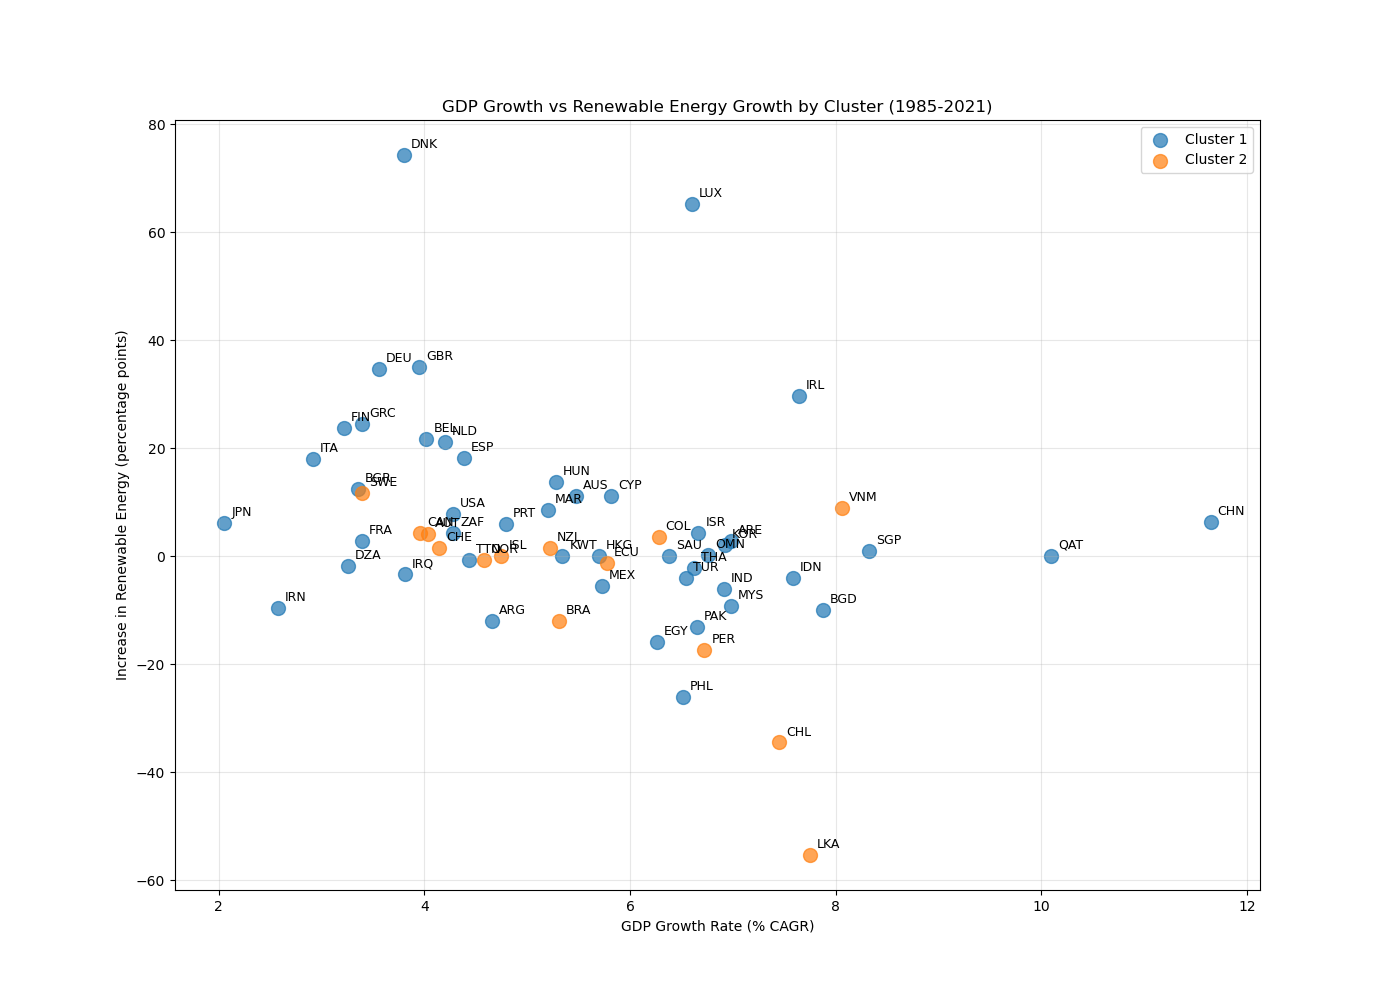 GDP Growth vs Renewable Energy Growth by Cluster (1985-2021)
Cluster 1
Cluster 2
80
60
40
20
0
−20
−40
−60
Increase in Renewable Energy (percentage points)
DNK
LUX
DEU
GBR
IRL
FIN
GRC
BEL
NLD
ITA
ESP
HUN
BGR
SWE
AUS
CYP
VNM
MAR
USA
JPN
PRT
CHN
CAN
AUT
ZAF
COL
ISR
FRA
ARE
KOR
CHE
NZL
OMN
SGP
TTO
NOR
ISL
KWT
HKG
SAU
QAT
DZA
ECU
THA
IRQ
TUR
IDN
MEX
IND
IRN
MYS
BGD
ARG
BRA
PAK
EGY
PER
PHL
CHL
LKA
2
4
6
8
10
12
GDP Growth Rate (% CAGR)